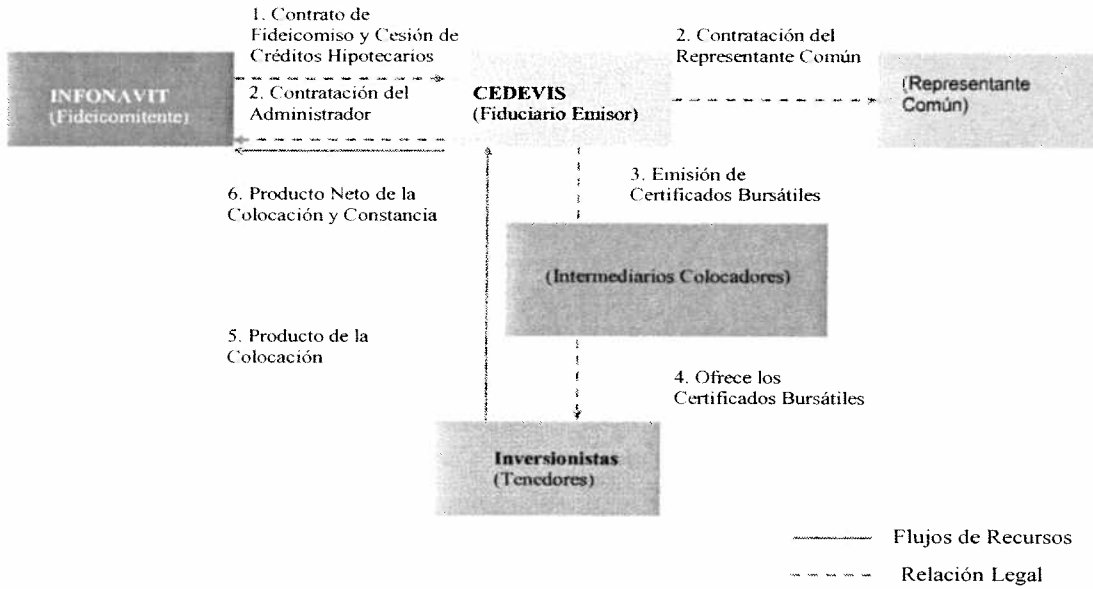 1. Contrato de
Fideicomiso y Cesión de
Créditos Hipotecarios
2. Contratación del
Representante Común
INFONAVIT
(Fideicomitente)
2. Contratación del
Administrador
CEDEVIS
(Fiduciario Emisor)
(Representante
Común)
6. Producto Neto de la
Colocación y Constancia
3. Emisión de
Certificados Bursátiles
(Intermediarios Colocadores)
5. Producto de la
Colocación
4. Ofrece los
Certificados Bursátiles
Inversionistas
(Tenedores)
Flujos de Recursos
Relación Legal